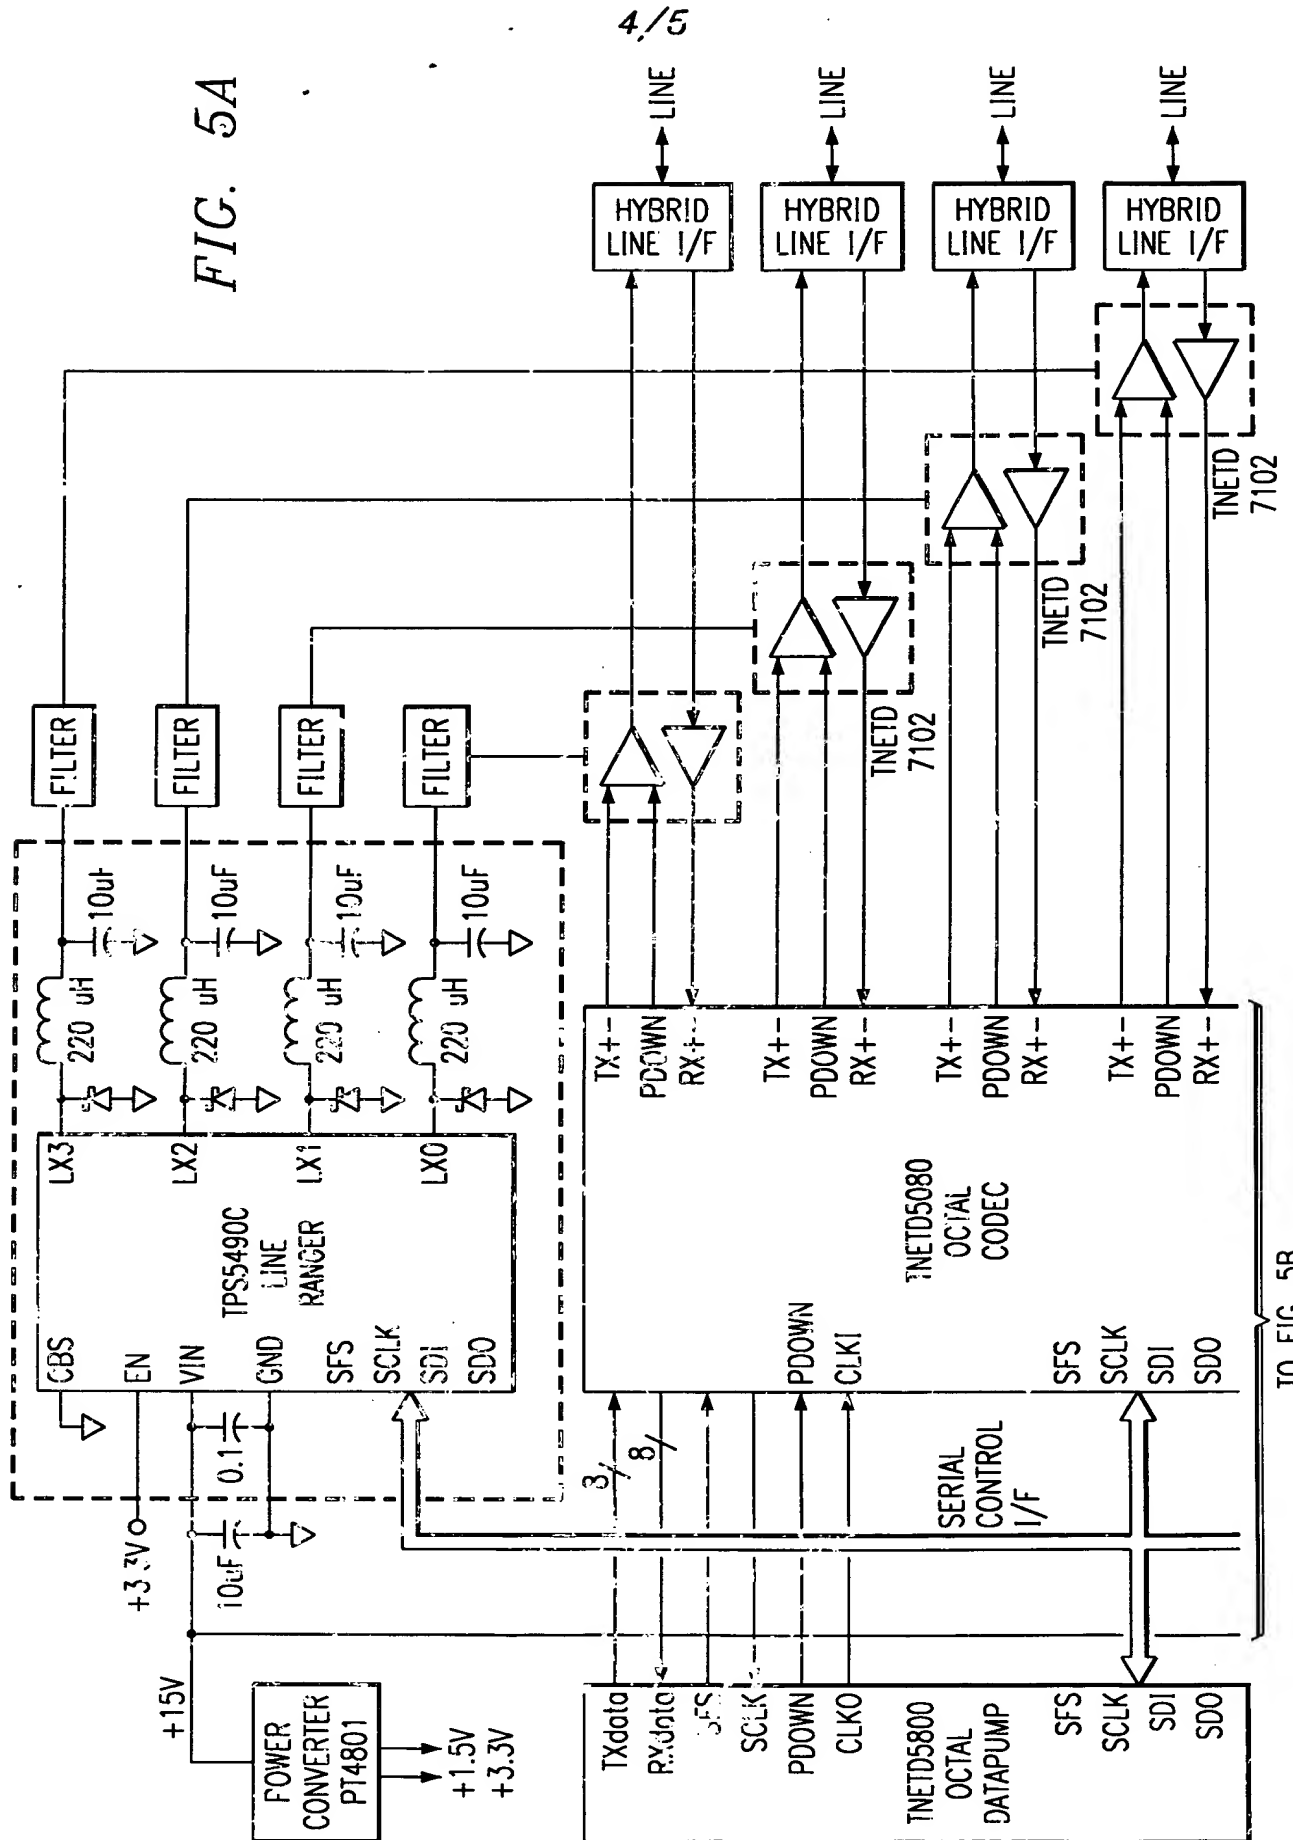 4/5
FIG. 5A
LINE
LINE
LINE
LINE
HYBRID
LINE I/F
HYBRID
LINE I/F
HYBRID
LINE I/F
HYBRID
LINE I/F
FILTER
FILTER
FILTER
FILTER
TNETD
7102
TNETD
7102
TNETD
7102
10uF
10uF
10uF
10uF
220 uH
220 uH
220 uH
220 uH
LX3
LX2
LX1
LX0
TPS5490C
LINE
RANGER
CBS
EN
VIN
GND
SFS
SCLK
SDI
SDO
+3.3V
0.1
10uF
+15V
POWER
CONVERTER
PT4801
+1.5V
+3.3V
TX+-
PDOWN
RX+-
TX+-
PDOWN
RX+-
TX+-
PDOWN
RX+-
TX+-
PDOWN
RX+-
TNETD5080
OCTAL
CODEC
PDOWN
CLKI
SFS
SCLK
SDI
SDO
8
SERIAL
CONTROL
I/F
TXdata
RXdata
SFS
SCLK
PDOWN
CLKO
TNETD5800
OCTAL
DATAPUMP
SFS
SCLK
SDI
SDO
TO FIG. 5B